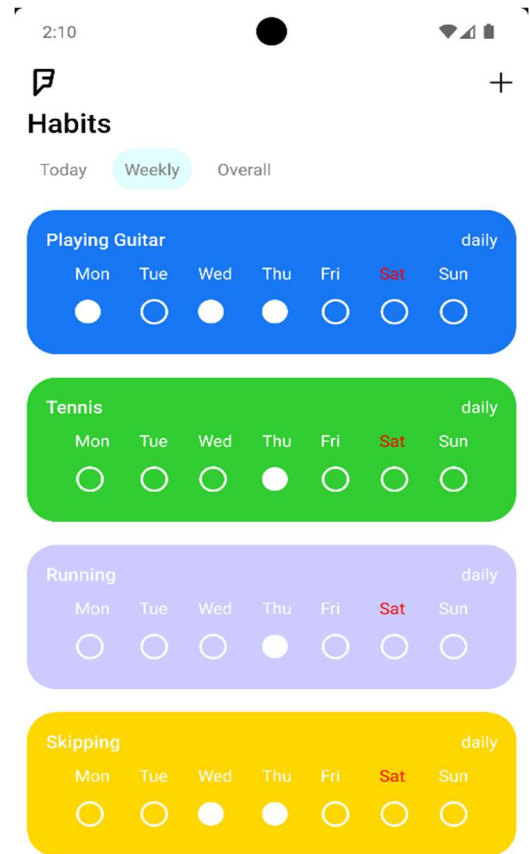 2:10
Habits
Today Weekly Overall
Playing Guitar daily
Mon Tue Wed Thu Fri Sat Sun
Tennis daily
Mon Tue Wed Thu Fri Sat Sun
Running daily
Mon Tue Wed Thu Fri Sat Sun
Skipping daily
Mon Tue Wed Thu Fri Sat Sun